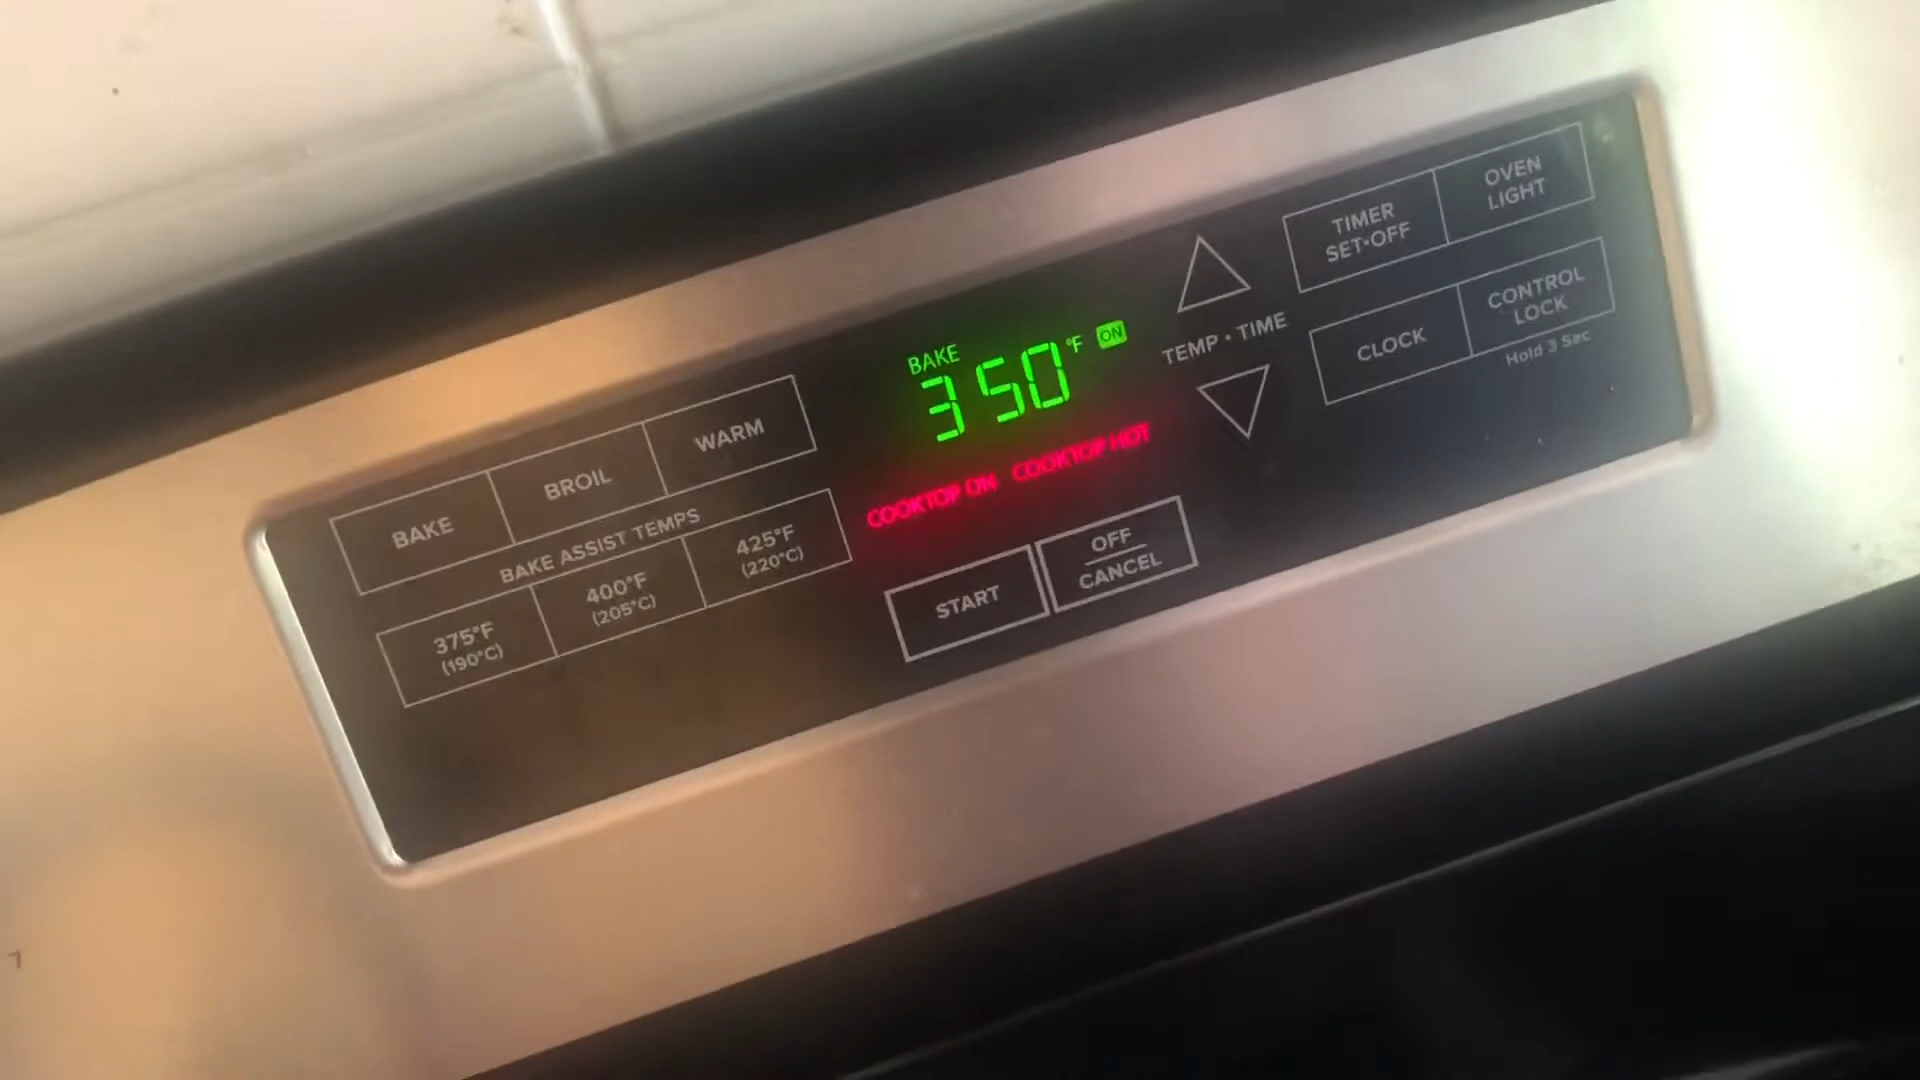 BAKE
350°F ON
COOKTOP ON COOKTOP HOT
BAKE BROIL WARM
BAKE ASSIST TEMPS
375°F 400°F 425°F
(190°C) (205°C) (220°C)
START
OFF
CANCEL
TEMP • TIME
TIMER
SET•OFF
OVEN
LIGHT
CLOCK
CONTROL
LOCK
Hold 3 Sec